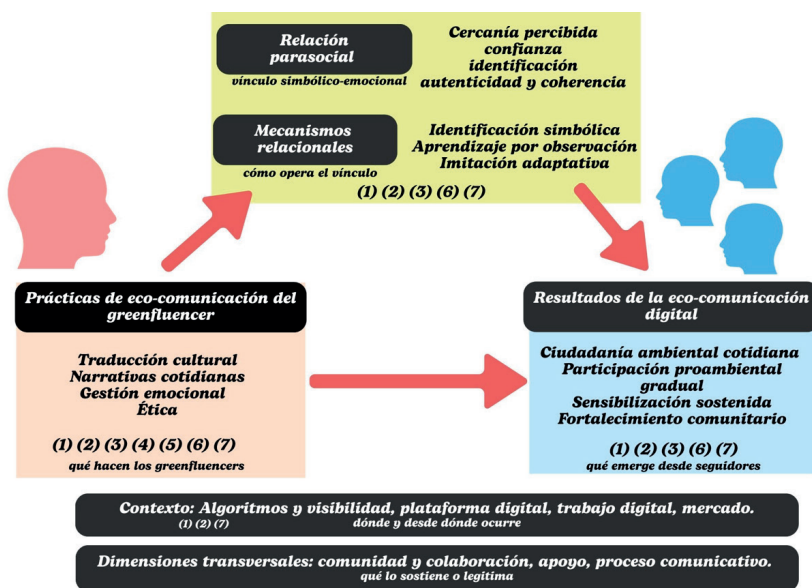 Relación
parasocial
vínculo simbólico-emocional
Cercanía percibida
confianza
identificación
autenticidad y coherencia
Mecanismos
relacionales
cómo opera el vínculo
Identificación simbólica
Aprendizaje por observación
Imitación adaptativa
(1) (2) (3) (6) (7)
Prácticas de eco-comunicación del
greenfluencer
Traducción cultural
Narrativas cotidianas
Gestión emocional
Ética
(1) (2) (3) (4) (5) (6) (7)
qué hacen los greenfluencers
Resultados de la eco-comunicación
digital
Ciudadanía ambiental cotidiana
Participación proambiental
gradual
Sensibilización sostenida
Fortalecimiento comunitario
(1) (2) (3) (6) (7)
qué emerge desde seguidores
Contexto: Algoritmos y visibilidad, plataforma digital, trabajo digital, mercado.
(1) (2) (7) dónde y desde dónde ocurre
Dimensiones transversales: comunidad y colaboración, apoyo, proceso comunicativo.
qué lo sostiene o legitima